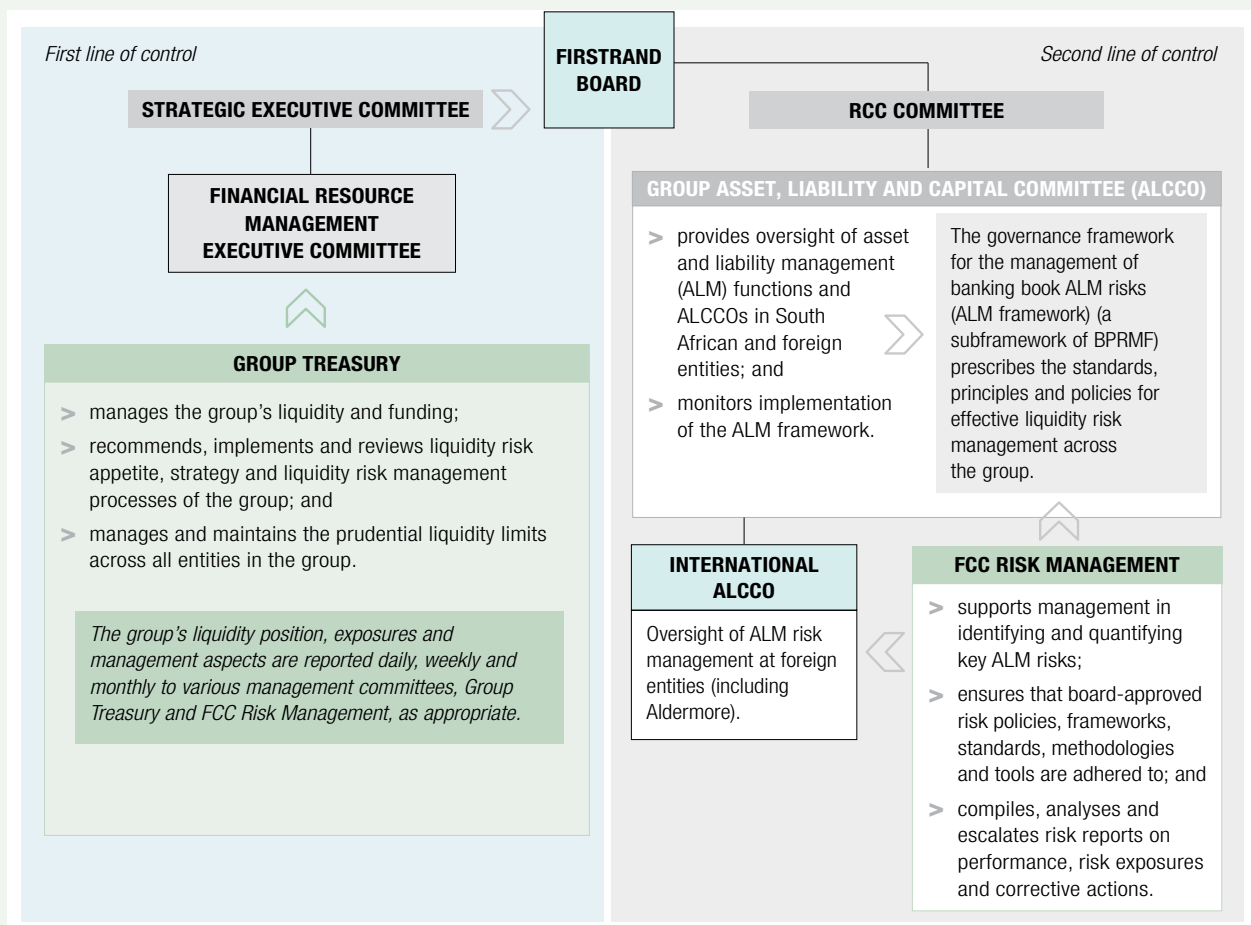 First line of control
FIRSTRAND
BOARD
Second line of control
STRATEGIC EXECUTIVE COMMITTEE
RCC COMMITTEE
FINANCIAL RESOURCE
MANAGEMENT
EXECUTIVE COMMITTEE
GROUP TREASURY
> manages the group’s liquidity and funding;
> recommends, implements and reviews liquidity risk
appetite, strategy and liquidity risk management
processes of the group; and
> manages and maintains the prudential liquidity limits
across all entities in the group.
The group’s liquidity position, exposures and
management aspects are reported daily, weekly and
monthly to various management committees, Group
Treasury and FCC Risk Management, as appropriate.
GROUP ASSET, LIABILITY AND CAPITAL COMMITTEE (ALCCO)
> provides oversight of asset
and liability management
(ALM) functions and
ALCCOs in South
African and foreign
entities; and
> monitors implementation
of the ALM framework.
The governance framework
for the management of
banking book ALM risks
(ALM framework) (a
subframework of BPRMF)
prescribes the standards,
principles and policies for
effective liquidity risk
management across
the group.
INTERNATIONAL
ALCCO
Oversight of ALM risk
management at foreign
entities (including
Aldermore).
FCC RISK MANAGEMENT
> supports management in
identifying and quantifying
key ALM risks;
> ensures that board-approved
risk policies, frameworks,
standards, methodologies
and tools are adhered to; and
> compiles, analyses and
escalates risk reports on
performance, risk exposures
and corrective actions.